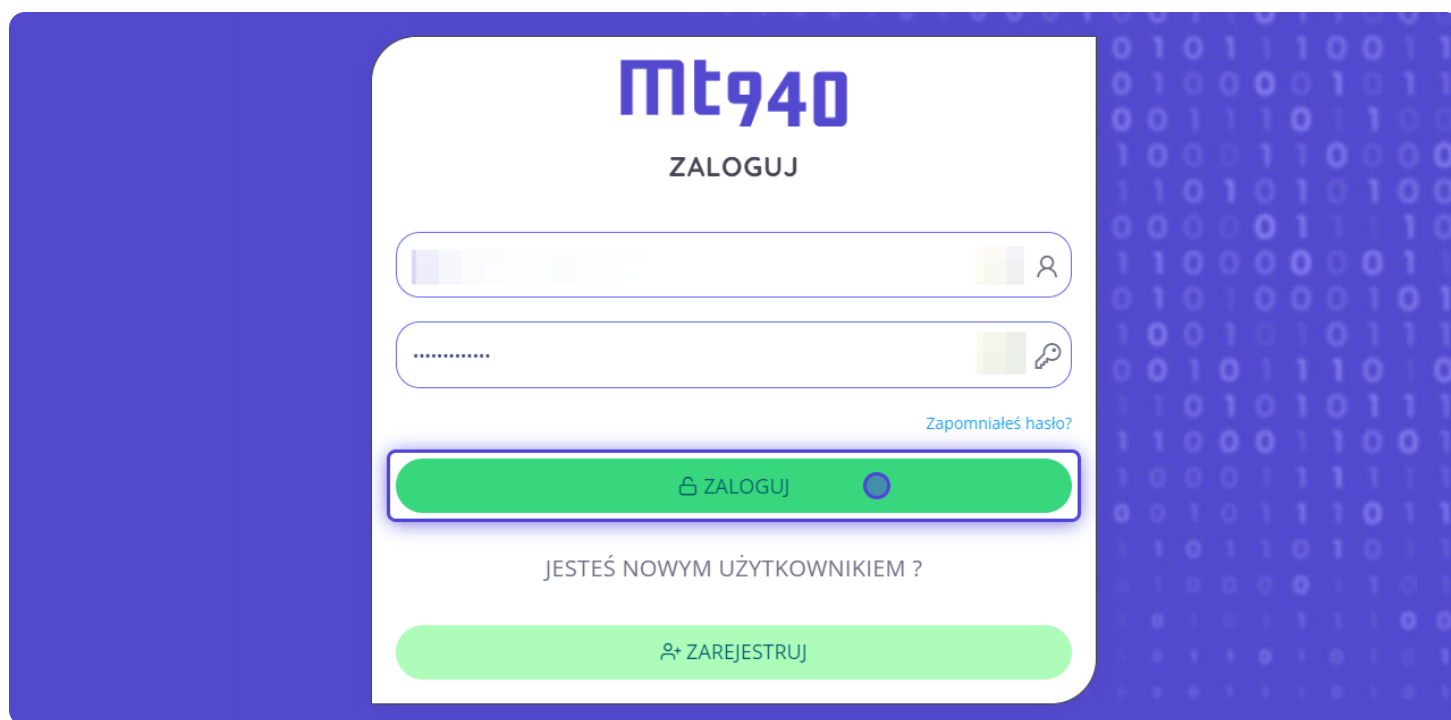 mt940
ZALOGUJ
Zapomniałeś hasło?
ZALOGUJ
JESTEŚ NOWYM UŻYTKOWNIKIEM ?
ZAREJESTRUJ